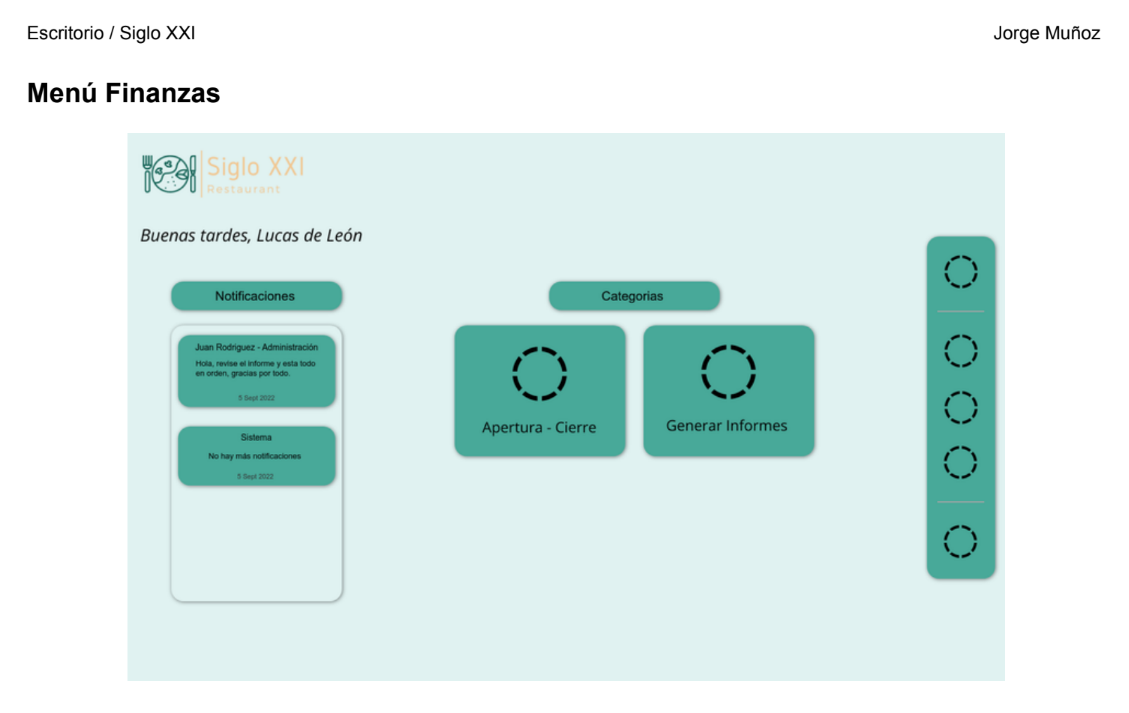 Escritorio / Siglo XXI
Jorge Muñoz
Menú Finanzas
Siglo XXI
Restaurant
Buenas tardes, Lucas de León
Notificaciones
Juan Rodriguez - Administración
Hola, revise el informe y esta todo
en orden, gracias por todo.
5 Sept 2022
Sistema
No hay más notificaciones
5 Sept 2022
Categorias
Apertura - Cierre
Generar Informes